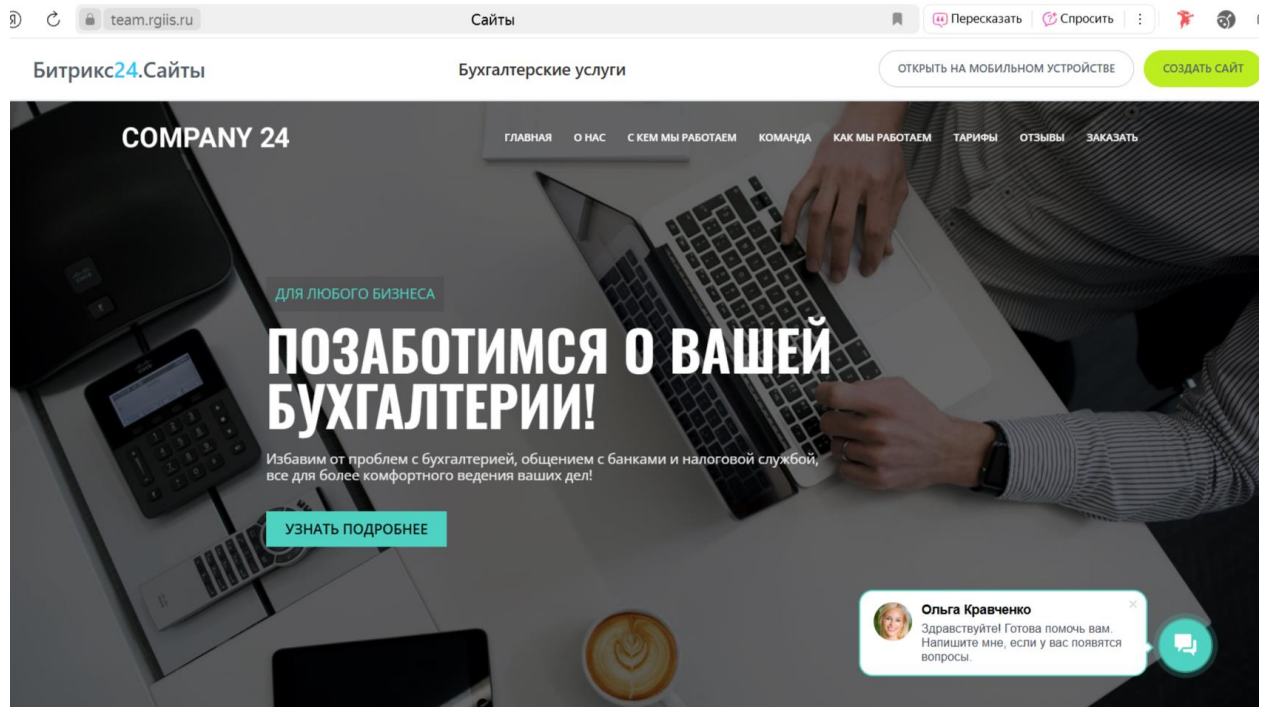 team.rgiis.ru
Сайты
Пересказать
Спросить
Битрикс24.Сайты
Бухгалтерские услуги
ОТКРЫТЬ НА МОБИЛЬНОМ УСТРОЙСТВЕ
СОЗДАТЬ САЙТ
COMPANY 24
ГЛАВНАЯ
О НАС
С КЕМ МЫ РАБОТАЕМ
КОМАНДА
КАК МЫ РАБОТАЕМ
ТАРИФЫ
ОТЗЫВЫ
ЗАКАЗАТЬ
ДЛЯ ЛЮБОГО БИЗНЕСА
ПОЗАБОТИМСЯ О ВАШЕЙ
БУХГАЛТЕРИИ!
Избавим от проблем с бухгалтерией, общением с банками и налоговой службой,
все для более комфортного ведения ваших дел!
УЗНАТЬ ПОДРОБНЕЕ
Ольга Кравченко
Здравствуйте! Готова помочь вам.
Напишите мне, если у вас появятся
вопросы.